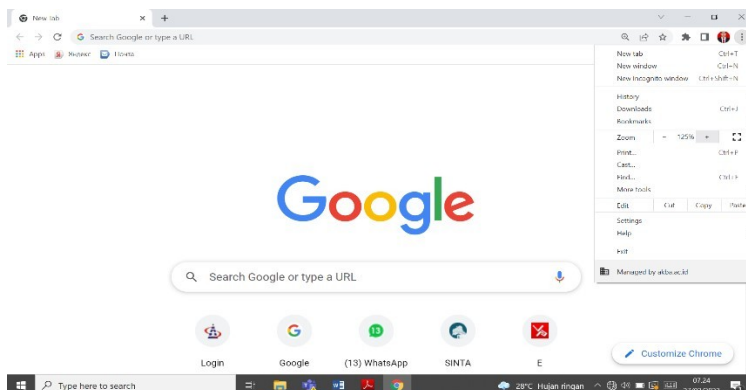 New Tab
Search Google or type a URL
Apps
Яндекс
Почта
New tab Ctrl+T
New window Ctrl+N
New Incognito window Ctrl+Shift+N
History
Downloads Ctrl+J
Bookmarks
Zoom - 125% +
Print... Ctrl+P
Cast...
Find... Ctrl+F
More tools
Edit Cut Copy Paste
Settings
Help
Exit
Managed by akba.ac.id
Google
Search Google or type a URL
Login
Google
(13) WhatsApp
SINTA
E
Customize Chrome
Type here to search
28°C Hujan ringan
07.24